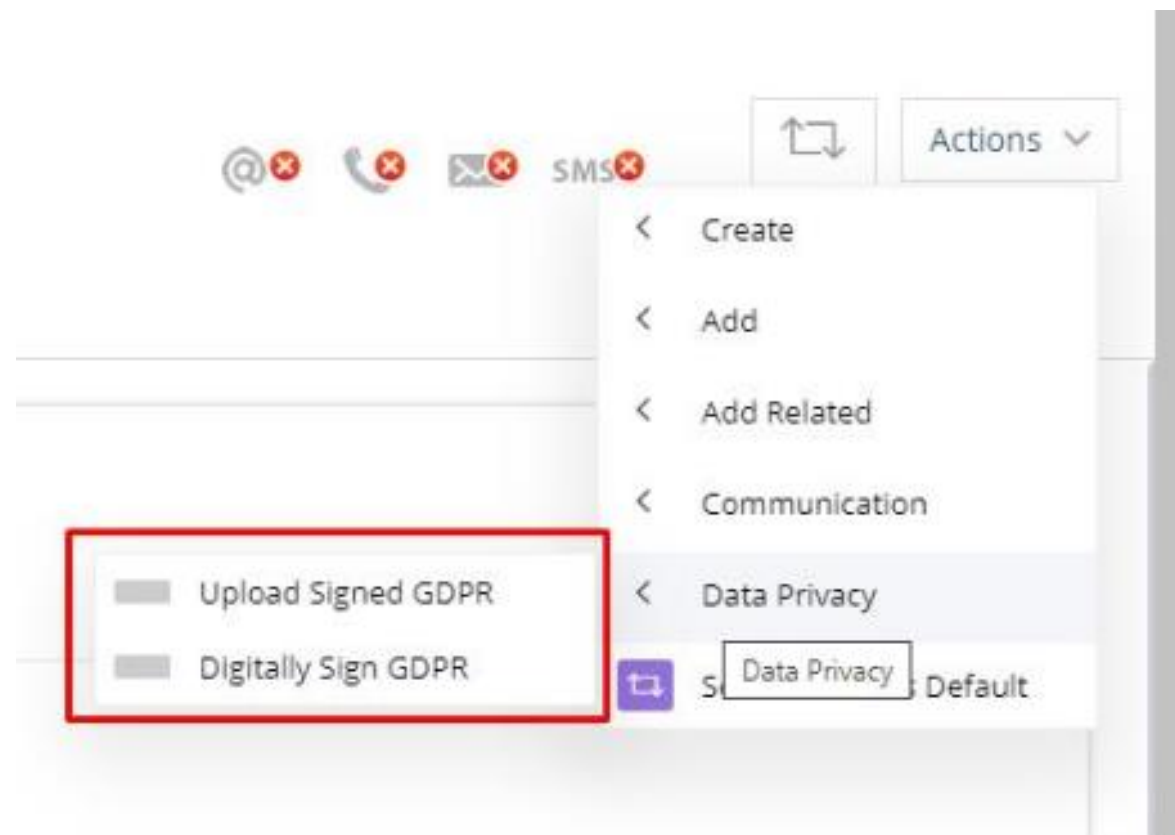 SMS
Actions
Create
Add
Add Related
Communication
Upload Signed GDPR
Data Privacy
Digitally Sign GDPR
Data Privacy
Default